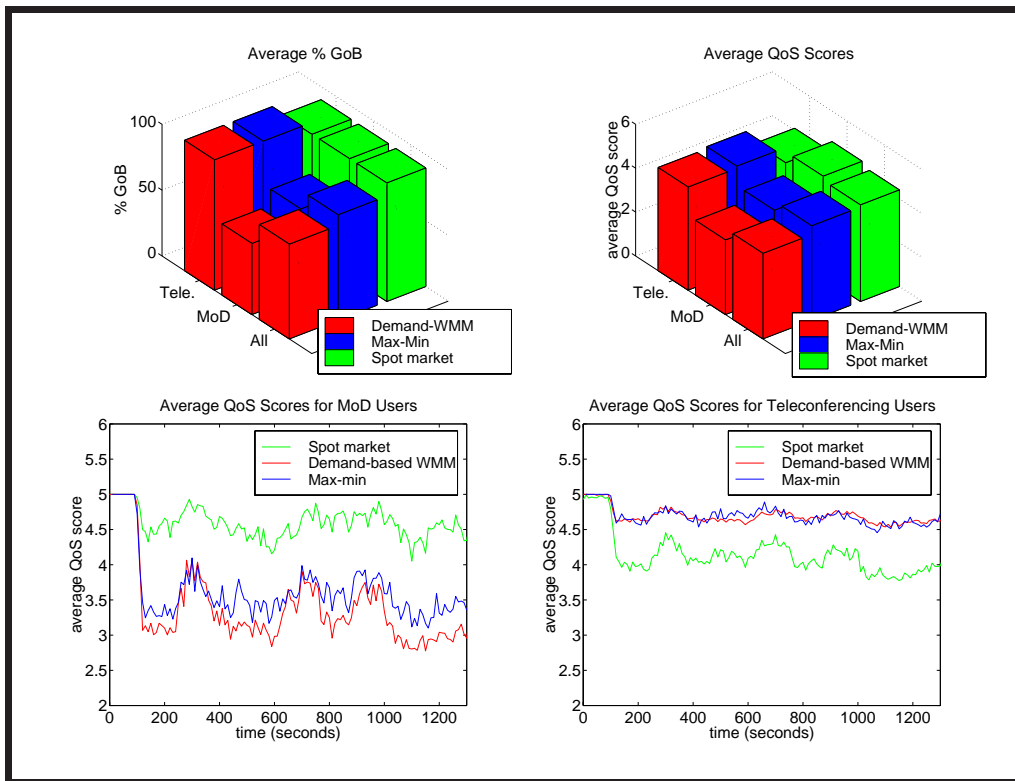 Average % GoB
100
50
0
% GoB
Tele.
MoD
All
Demand-WMM
Max-Min
Spot market
Average QoS Scores
6
4
2
0
average QoS score
Tele.
MoD
All
Demand-WMM
Max-Min
Spot market
Average QoS Scores for MoD Users
6
5.5
5
4.5
4
3.5
3
2.5
2
average QoS score
Spot market
Demand-based WMM
Max-min
0 200 400 600 800 1000 1200
time (seconds)
Average QoS Scores for Teleconferencing Users
6
5.5
5
4.5
4
3.5
3
2.5
2
average QoS score
Spot market
Demand-based WMM
Max-min
0 200 400 600 800 1000 1200
time (seconds)